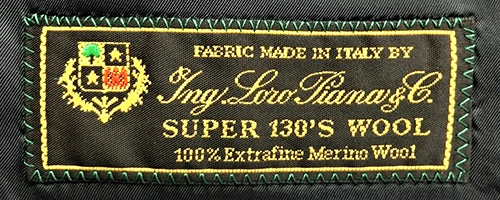 FABRIC MADE IN ITALY BY
Ing. Loro Piana & C.
SUPER 130'S WOOL
100% Extrafine Merino Wool